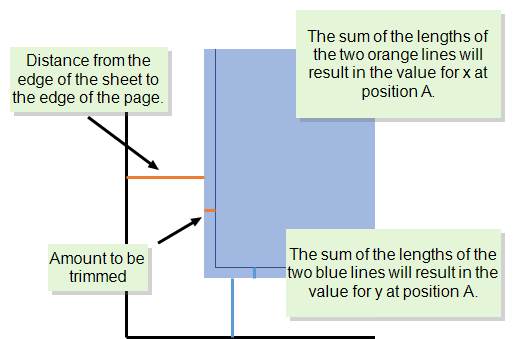 The sum of the lengths of
the two orange lines will
result in the value for x at
position A.
Distance from the
edge of the sheet to
the edge of the page.
Amount to be
trimmed
The sum of the lengths of the
two blue lines will result in the
value for y at position A.